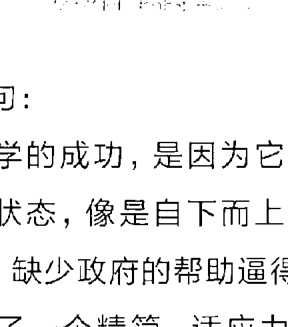 问：
学的成功，是因为它
状态，像是自下而上
缺少政府的帮助逼得
了一个精简、适应力